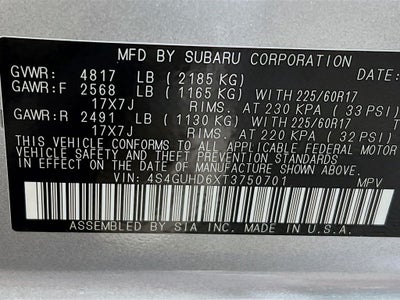 MFD BY SUBARU CORPORATION
GVWR: 4817 LB (2185 KG) DATE:
GAWR:F 2568 LB (1165 KG) WITH 225/60R17
17X7J RIMS. AT 230 KPA (33 PSI)
GAWR:R 2491 LB (1130 KG) WITH 225/60R17
17X7J RIMS. AT 220 KPA (32 PSI)
THIS VEHICLE CONFORMS TO ALL APPLICABLE FEDERAL MOTOR
VEHICLE SAFETY AND THEFT PREVENTION STANDARDS
IN EFFECT ON THE DATE OF MANUFACTURE SHOWN ABOVE.
VIN: 4S4GUHD6XT3750701 MPV
ASSEMBLED BY SIA INC. IN U.S.A.